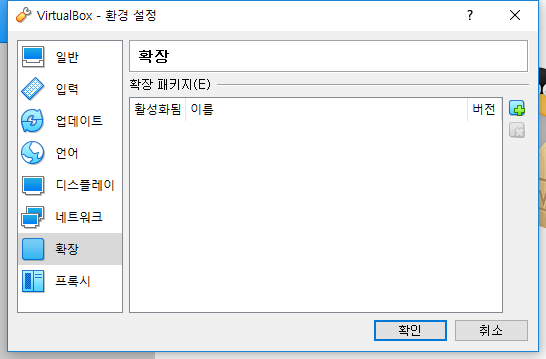 VirtualBox - 환경 설정
?
일반
입력
업데이트
언어
디스플레이
네트워크
확장
프록시
확장
확장 패키지(E)
활성화됨 이름 버전
확인 취소